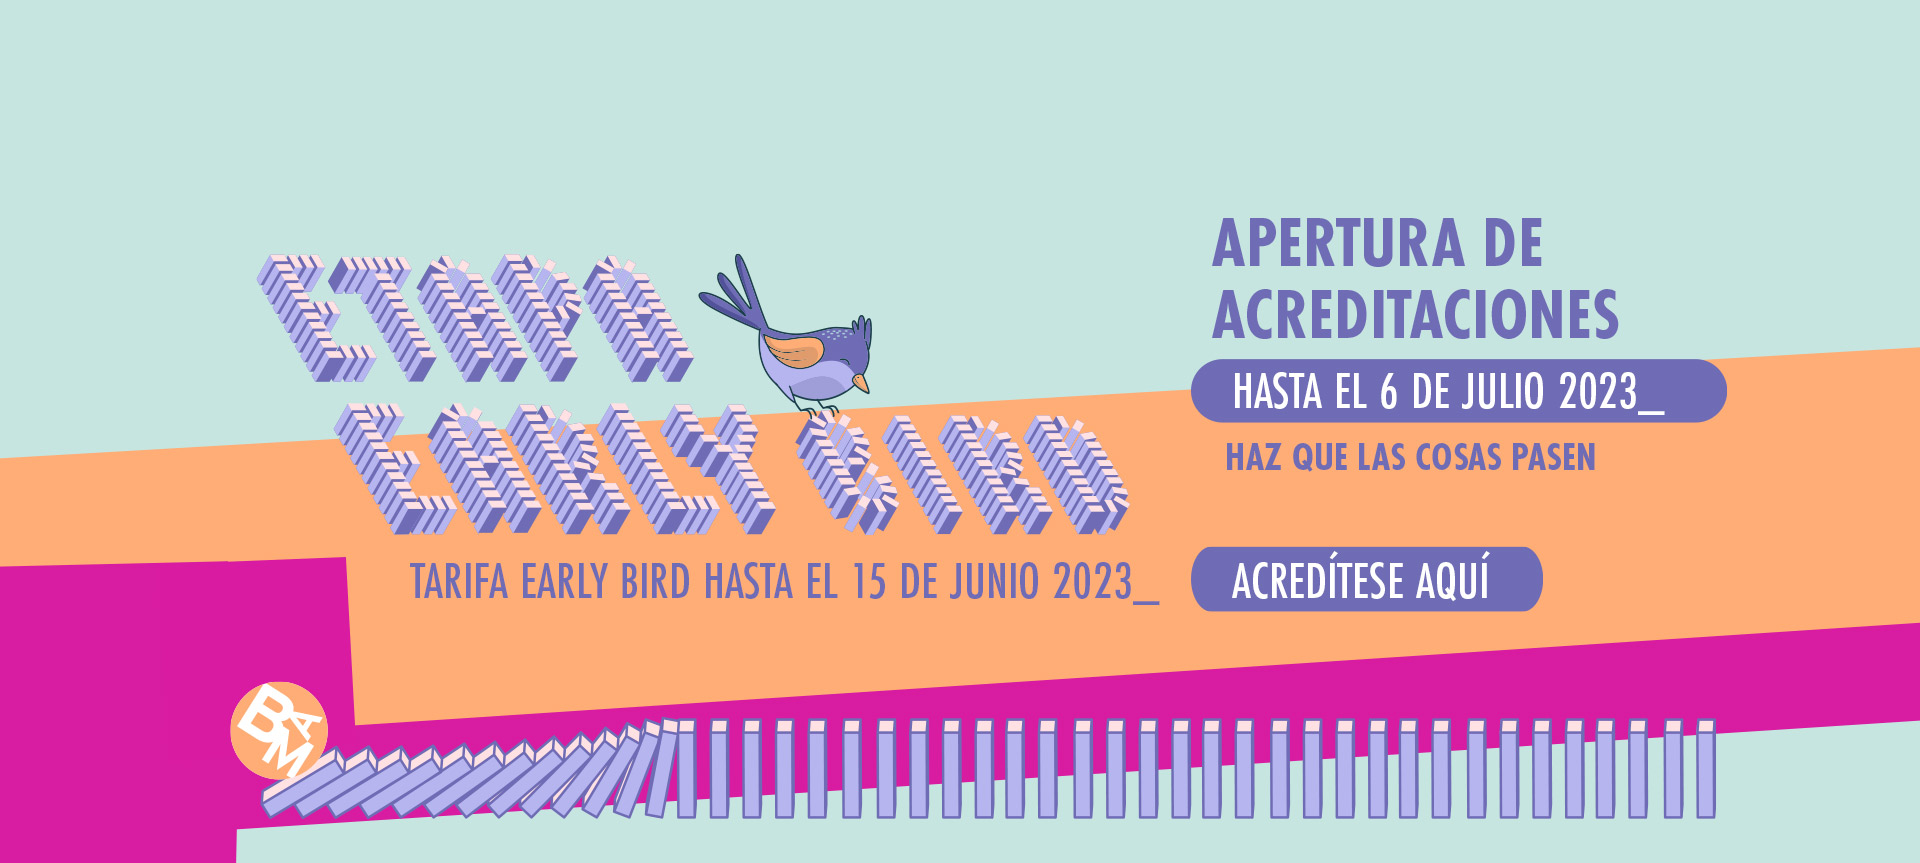 ETAPA
EARLY BIRD
TARIFA EARLY BIRD HASTA EL 15 DE JUNIO 2023_
APERTURA DE
ACREDITACIONES
HASTA EL 6 DE JULIO 2023_
HAZ QUE LAS COSAS PASEN
ACREDÍTESE AQUÍ
BAM